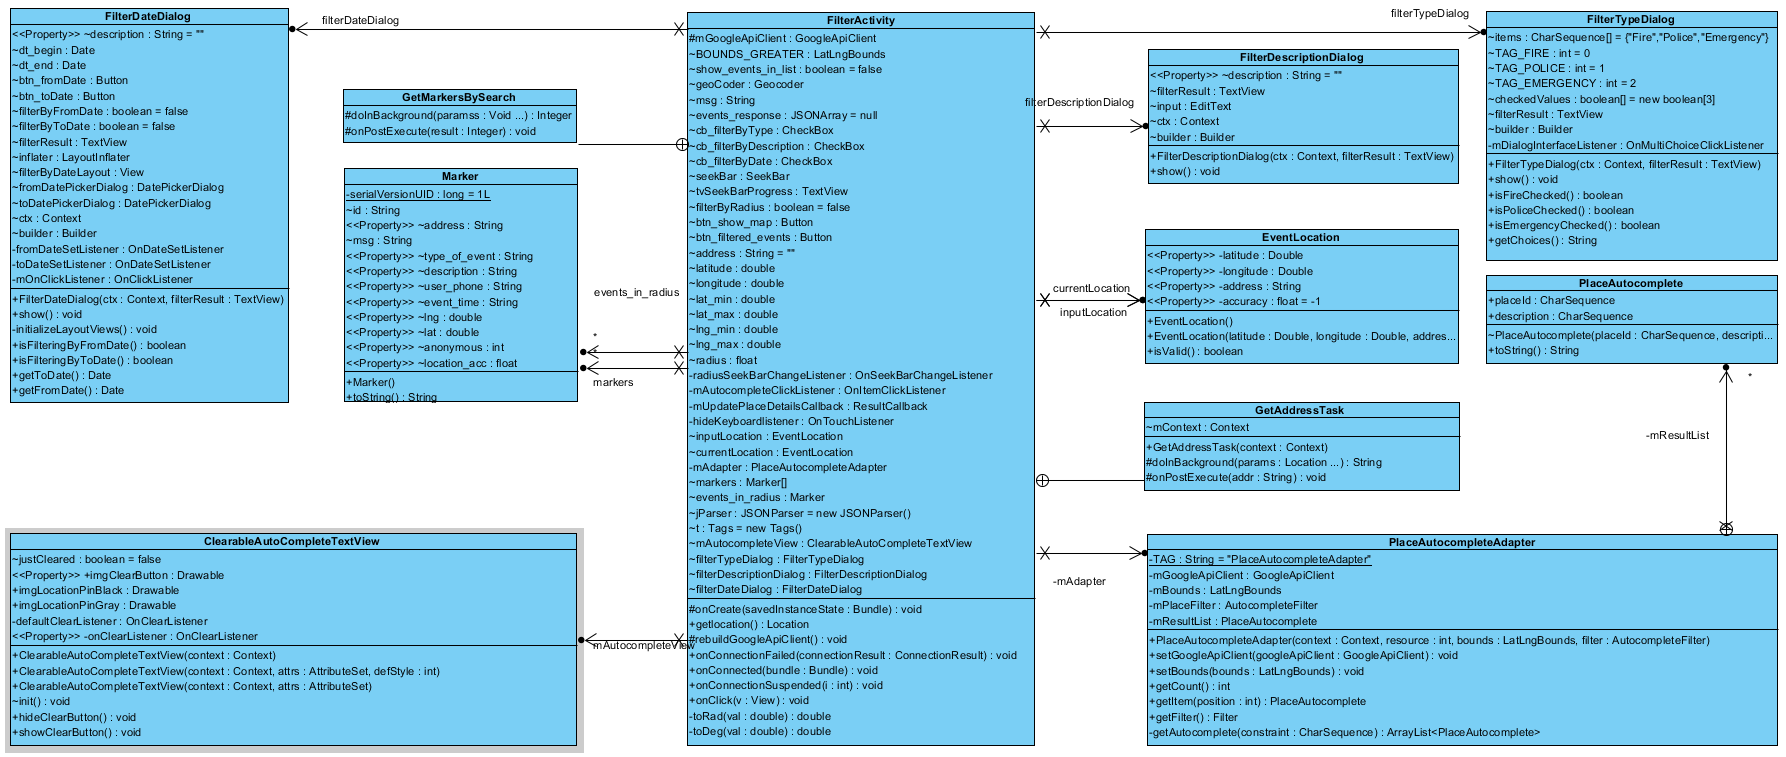 FilterDateDialog
<<Property>> ~description : String = ""
~dt_begin : Date
~dt_end : Date
~btn_fromDate : Button
~btn_toDate : Button
~filterByFromDate : boolean = false
~filterByToDate : boolean = false
~filterResult : TextView
~inflater : LayoutInflater
~filterByDateLayout : View
~fromDatePickerDialog : DatePickerDialog
~toDatePickerDialog : DatePickerDialog
~ctx : Context
~builder : Builder
-fromDateSetListener : OnDateSetListener
-toDateSetListener : OnDateSetListener
-mOnClickListener : OnClickListener
+FilterDateDialog(ctx : Context, filterResult : TextView)
+show() : void
-initializeLayoutViews() : void
+isFilteringByFromDate() : boolean
+isFilteringByToDate() : boolean
+getToDate() : Date
+getFromDate() : Date
filterDateDialog
GetMarkersBySearch
#doInBackground(paramss : Void ...) : Integer
#onPostExecute(result : Integer) : void
Marker
-serialVersionUID : long = 1L
~id : String
<<Property>> ~address : String
~msg : String
<<Property>> ~type_of_event : String
<<Property>> ~description : String
<<Property>> ~user_phone : String
<<Property>> ~event_time : String
<<Property>> ~lng : double
<<Property>> ~lat : double
<<Property>> ~anonymous : int
<<Property>> ~location_acc : float
+Marker()
+toString() : String
events_in_radius
*
*
markers
ClearableAutoCompleteTextView
~justCleared : boolean = false
<<Property>> +imgClearButton : Drawable
+imgLocationPinBlack : Drawable
+imgLocationPinGray : Drawable
-defaultClearListener : OnClearListener
<<Property>> -onClearListener : OnClearListener
+ClearableAutoCompleteTextView(context : Context)
+ClearableAutoCompleteTextView(context : Context, attrs : AttributeSet, defStyle : int)
+ClearableAutoCompleteTextView(context : Context, attrs : AttributeSet)
~init() : void
+hideClearButton() : void
+showClearButton() : void
mAutocompleteView
FilterActivity
#mGoogleApiClient : GoogleApiClient
~BOUNDS_GREATER : LatLngBounds
~show_events_in_list : boolean = false
~geoCoder : Geocoder
~msg : String
~events_response : JSONArray = null
~cb_filterByType : CheckBox
~cb_filterByDescription : CheckBox
~cb_filterByDate : CheckBox
~seekBar : SeekBar
~tvSeekBarProgress : TextView
~filterByRadius : boolean = false
~btn_show_map : Button
~btn_filtered_events : Button
~address : String = ""
~latitude : double
~longitude : double
~lat_min : double
~lat_max : double
~lng_min : double
~lng_max : double
~radius : float
-radiusSeekBarChangeListener : OnSeekBarChangeListener
-mAutocompleteClickListener : OnItemClickListener
-mUpdatePlaceDetailsCallback : ResultCallback
-hideKeyboardlistener : OnTouchListener
~inputLocation : EventLocation
~currentLocation : EventLocation
-mAdapter : PlaceAutocompleteAdapter
~markers : Marker[]
~events_in_radius : Marker
~jParser : JSONParser = new JSONParser()
~t : Tags = new Tags()
~mAutocompleteView : ClearableAutoCompleteTextView
~filterTypeDialog : FilterTypeDialog
~filterDescriptionDialog : FilterDescriptionDialog
~filterDateDialog : FilterDateDialog
#onCreate(savedInstanceState : Bundle) : void
+getlocation() : Location
#rebuildGoogleApiClient() : void
+onConnectionFailed(connectionResult : ConnectionResult) : void
+onConnected(bundle : Bundle) : void
+onConnectionSuspended(i : int) : void
+onClick(v : View) : void
-toRad(val : double) : double
-toDeg(val : double) : double
filterTypeDialog
filterDescriptionDialog
FilterDescriptionDialog
<<Property>> ~description : String = ""
~filterResult : TextView
~input : EditText
~ctx : Context
~builder : Builder
+FilterDescriptionDialog(ctx : Context, filterResult : TextView)
+show() : void
EventLocation
<<Property>> -latitude : Double
<<Property>> -longitude : Double
<<Property>> -address : String
<<Property>> -accuracy : float = -1
+EventLocation()
+EventLocation(latitude : Double, longitude : Double, addres...
+isValid() : boolean
currentLocation
inputLocation
GetAddressTask
~mContext : Context
+GetAddressTask(context : Context)
#doInBackground(params : Location ...) : String
#onPostExecute(addr : String) : void
-mAdapter
FilterTypeDialog
~items : CharSequence[] = {"Fire","Police","Emergency"}
~TAG_FIRE : int = 0
~TAG_POLICE : int = 1
~TAG_EMERGENCY : int = 2
~checkedValues : boolean[] = new boolean[3]
~filterResult : TextView
~builder : Builder
-mDialogInterfaceListener : OnMultiChoiceClickListener
+FilterTypeDialog(ctx : Context, filterResult : TextView)
+show() : void
+isFireChecked() : boolean
+isPoliceChecked() : boolean
+isEmergencyChecked() : boolean
+getChoices() : String
PlaceAutocomplete
+placeId : CharSequence
+description : CharSequence
~PlaceAutocomplete(placeId : CharSequence, descripti...
+toString() : String
*
-mResultList
PlaceAutocompleteAdapter
-TAG : String = "PlaceAutocompleteAdapter"
-mGoogleApiClient : GoogleApiClient
-mBounds : LatLngBounds
-mPlaceFilter : AutocompleteFilter
-mResultList : PlaceAutocomplete
+PlaceAutocompleteAdapter(context : Context, resource : int, bounds : LatLngBounds, filter : AutocompleteFilter)
+setGoogleApiClient(googleApiClient : GoogleApiClient) : void
+setBounds(bounds : LatLngBounds) : void
+getCount() : int
+getItem(position : int) : PlaceAutocomplete
+getFilter() : Filter
-getAutocomplete(constraint : CharSequence) : ArrayList<PlaceAutocomplete>